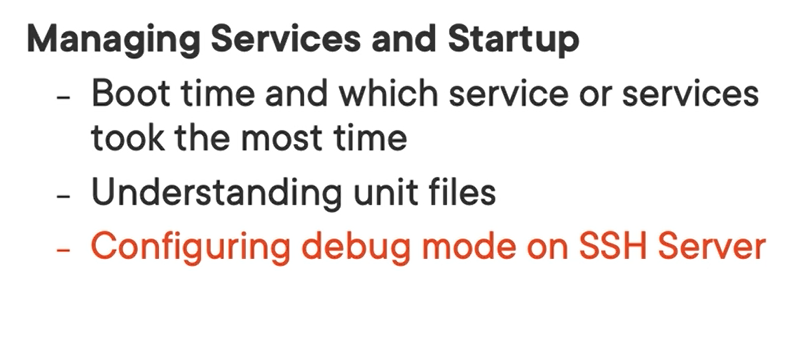 Managing Services and Startup
– Boot time and which service or services
took the most time
– Understanding unit files
– Configuring debug mode on SSH Server